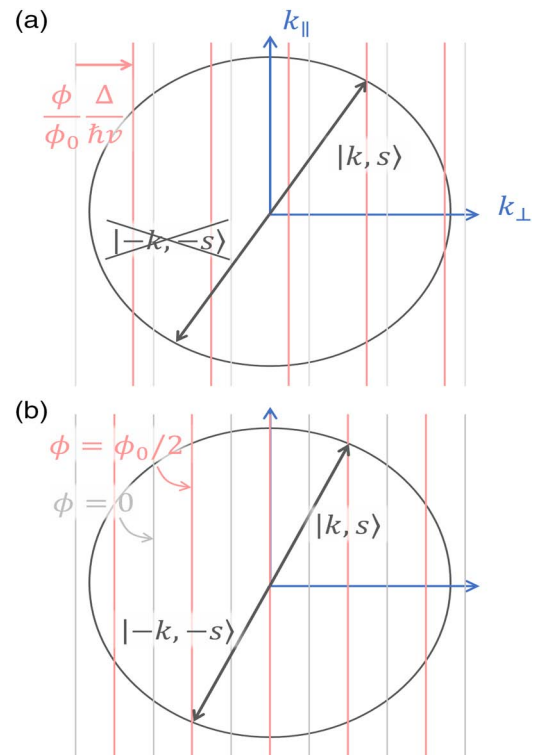 (a)
k∥
ϕ/ϕ₀ Δ/ħv
|k, s⟩
k⊥
|−k, −s⟩
(b)
ϕ = ϕ₀/2
ϕ = 0
|k, s⟩
|−k, −s⟩